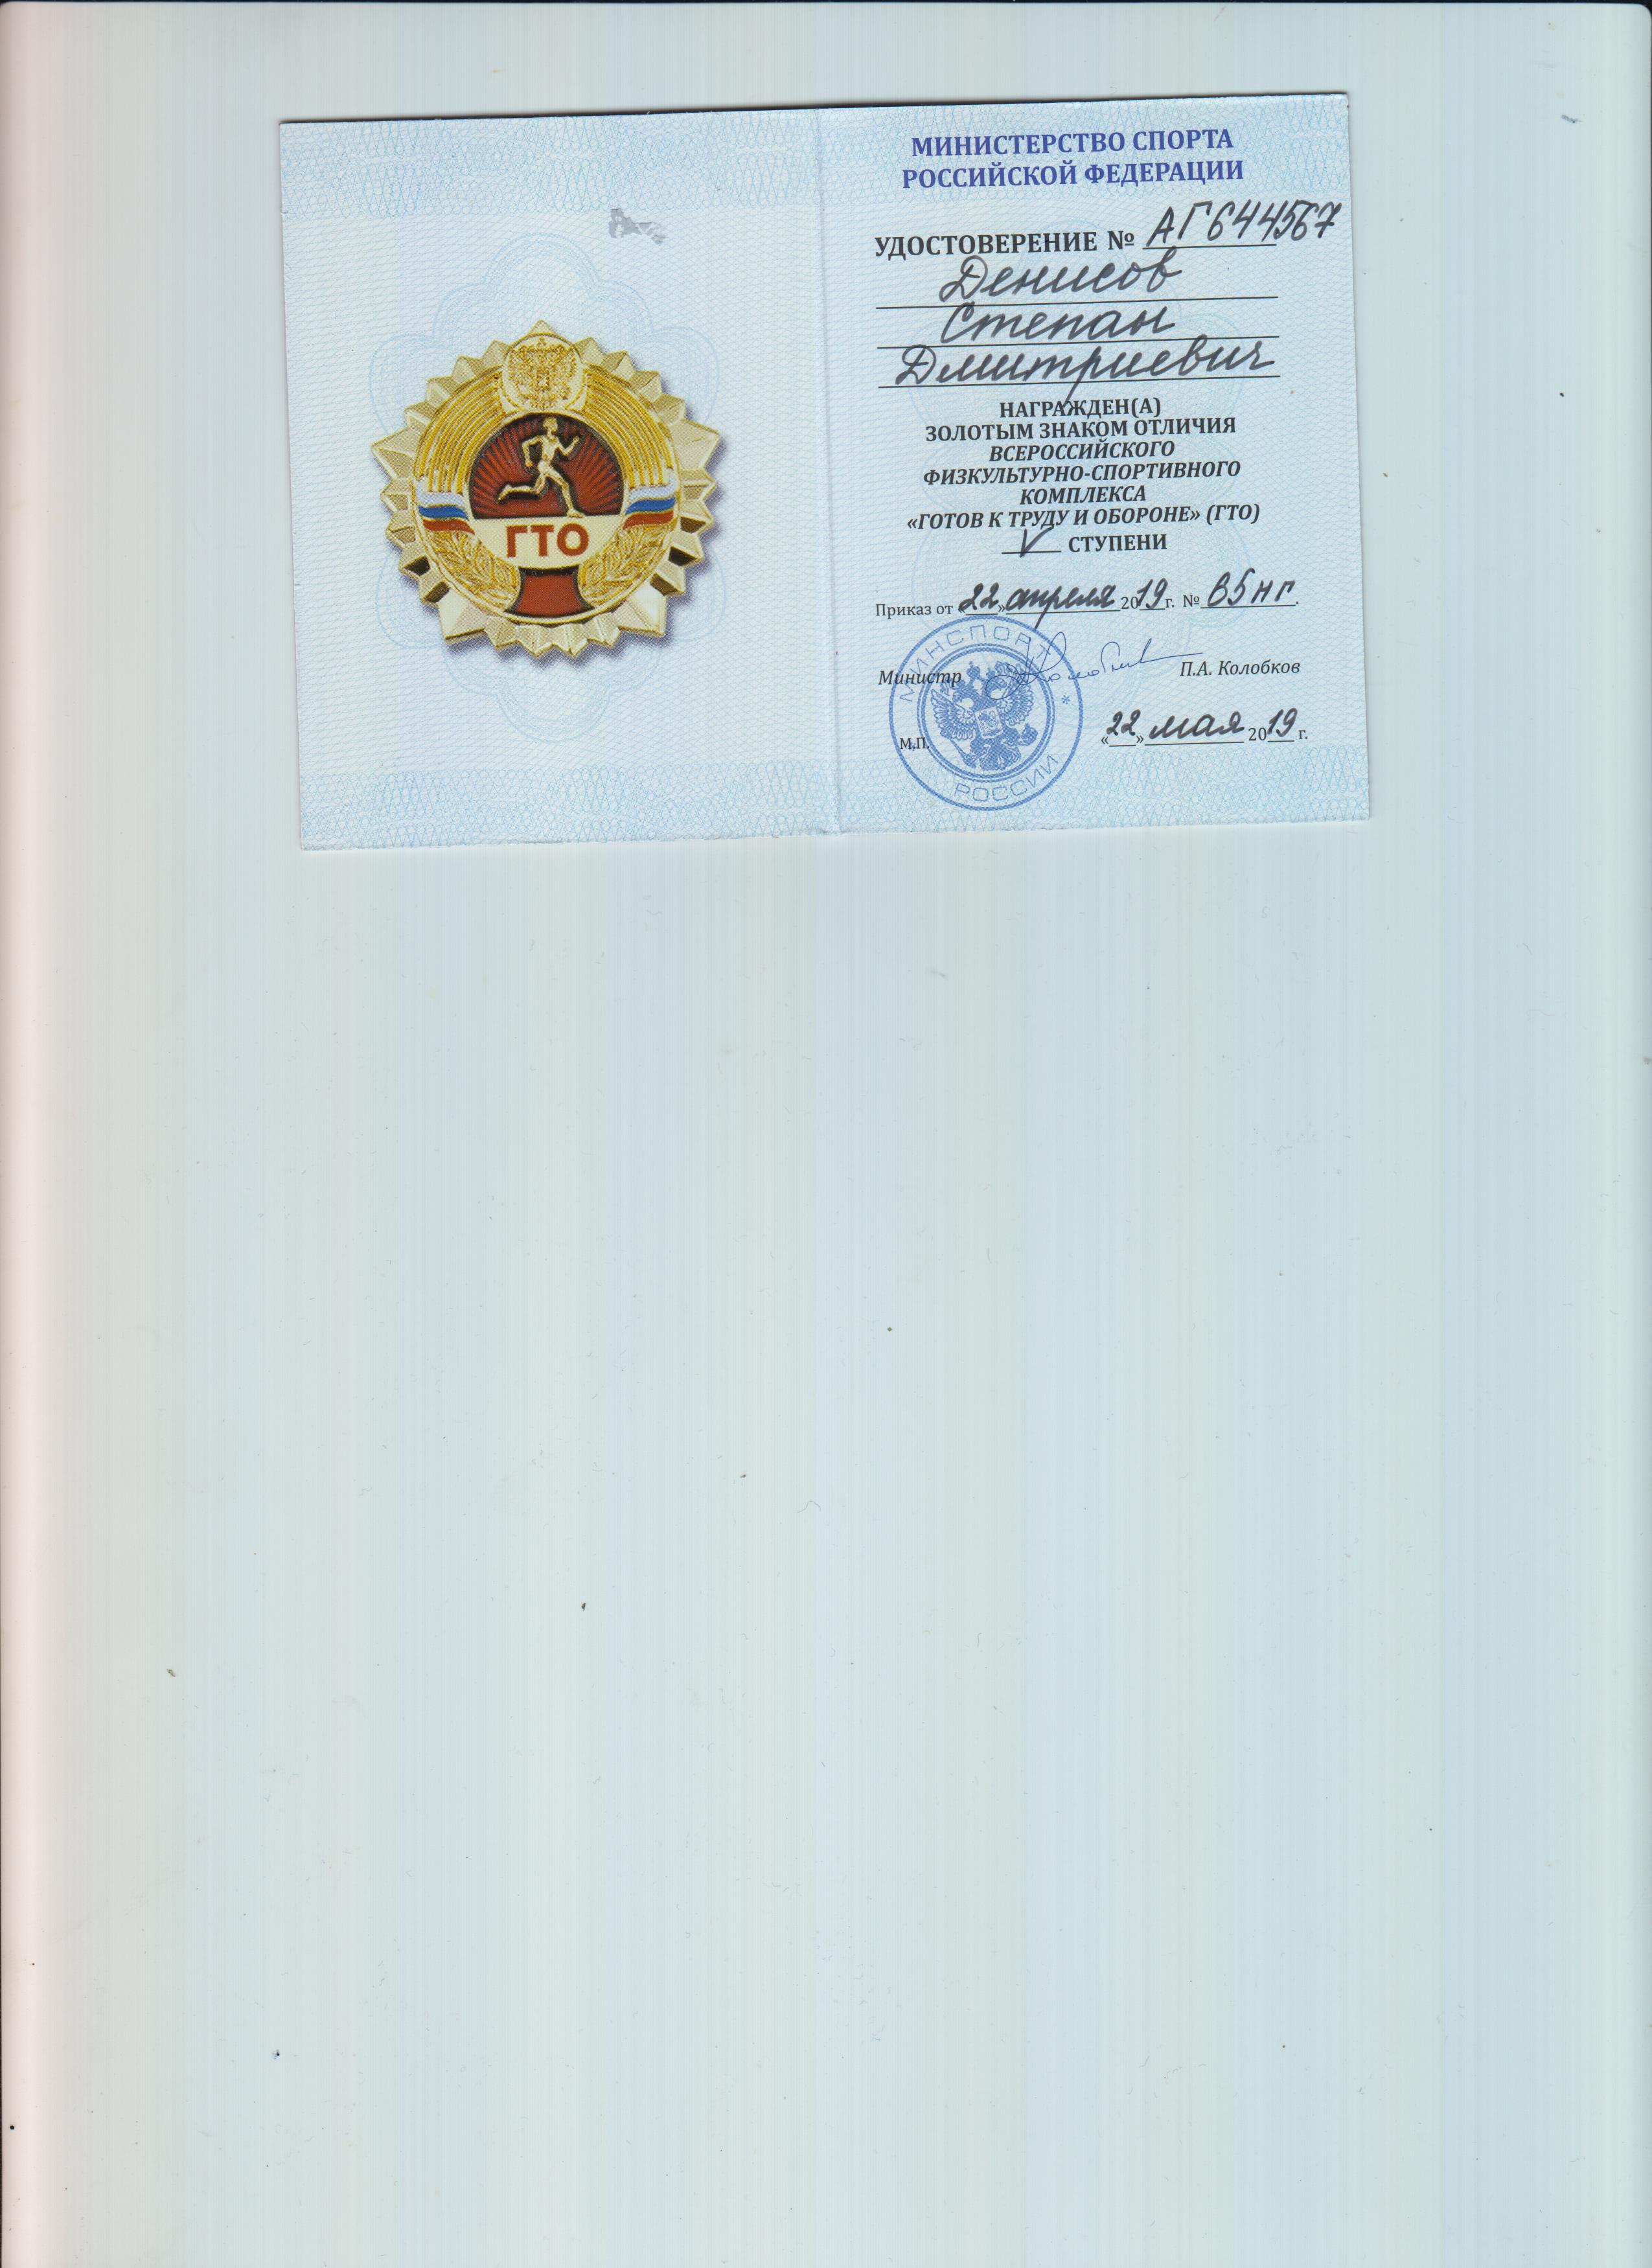 ГТО
МИНИСТЕРСТВО СПОРТА
РОССИЙСКОЙ ФЕДЕРАЦИИ
УДОСТОВЕРЕНИЕ № АГ644567
Денисов
Степан
Дмитриевич
НАГРАЖДЕН(А)
ЗОЛОТЫМ ЗНАКОМ ОТЛИЧИЯ
ВСЕРОССИЙСКОГО
ФИЗКУЛЬТУРНО-СПОРТИВНОГО
КОМПЛЕКСА
«ГОТОВ К ТРУДУ И ОБОРОНЕ» (ГТО)
V СТУПЕНИ
Приказ от «22» апреля 2019 г. № 65нг.
МИНСПОРТ
Министр П.А. Колобков
М.П. «22» мая 2019 г.
РОССИИ